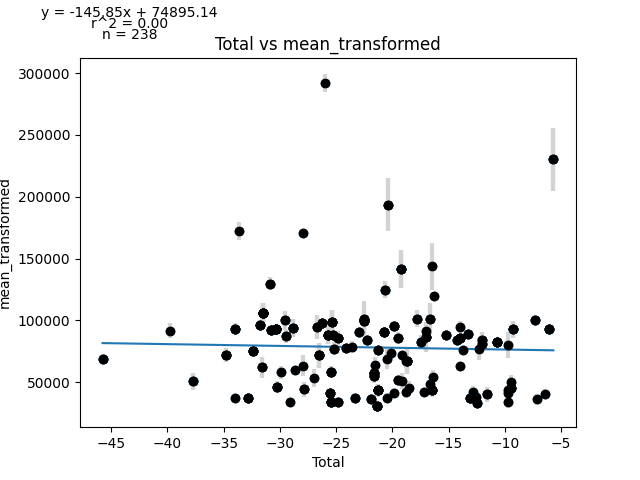 y = -145.85x + 74895.14
r^2 = 0.00
n = 238
Total vs mean_transformed
300000
250000
200000
150000
100000
50000
mean_transformed
−45
−40
−35
−30
−25
−20
−15
−10
−5
Total